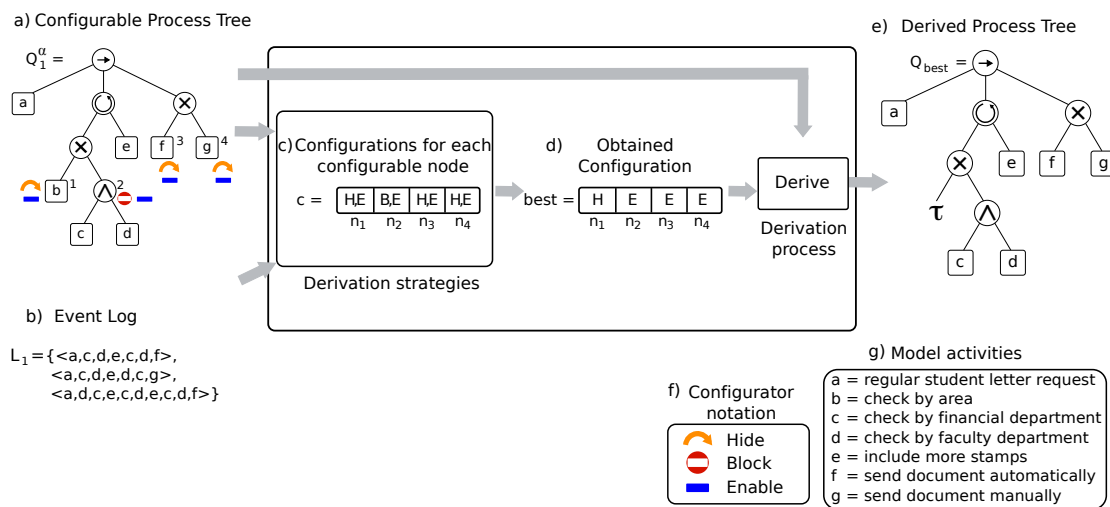 a) Configurable Process Tree
Q1^α =
a
e
f 3
g 4
b 1
2
c
d
b) Event Log
L1={<a,c,d,e,c,d,f>,
<a,c,d,e,d,c,g>,
<a,d,c,e,c,d,e,c,d,f>}
c) Configurations for each
configurable node
c = H,E B,E H,E H,E
n1 n2 n3 n4
Derivation strategies
d) Obtained
Configuration
best = H E E E
n1 n2 n3 n4
Derive
Derivation
process
e) Derived Process Tree
Qbest =
a
e
f
g
τ
c
d
f) Configurator
notation
Hide
Block
Enable
g) Model activities
a = regular student letter request
b = check by area
c = check by financial department
d = check by faculty department
e = include more stamps
f = send document automatically
g = send document manually